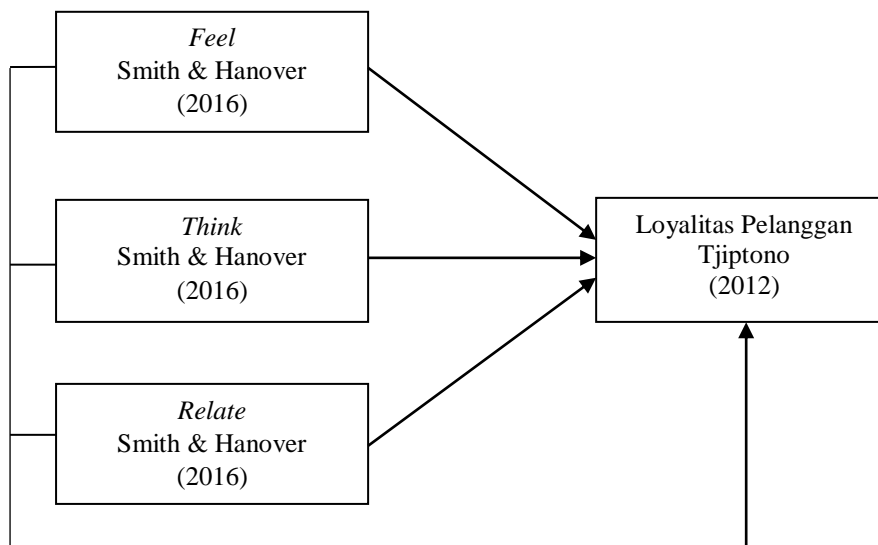 Feel
Smith & Hanover
(2016)
Think
Smith & Hanover
(2016)
Relate
Smith & Hanover
(2016)
Loyalitas Pelanggan
Tjiptono
(2012)